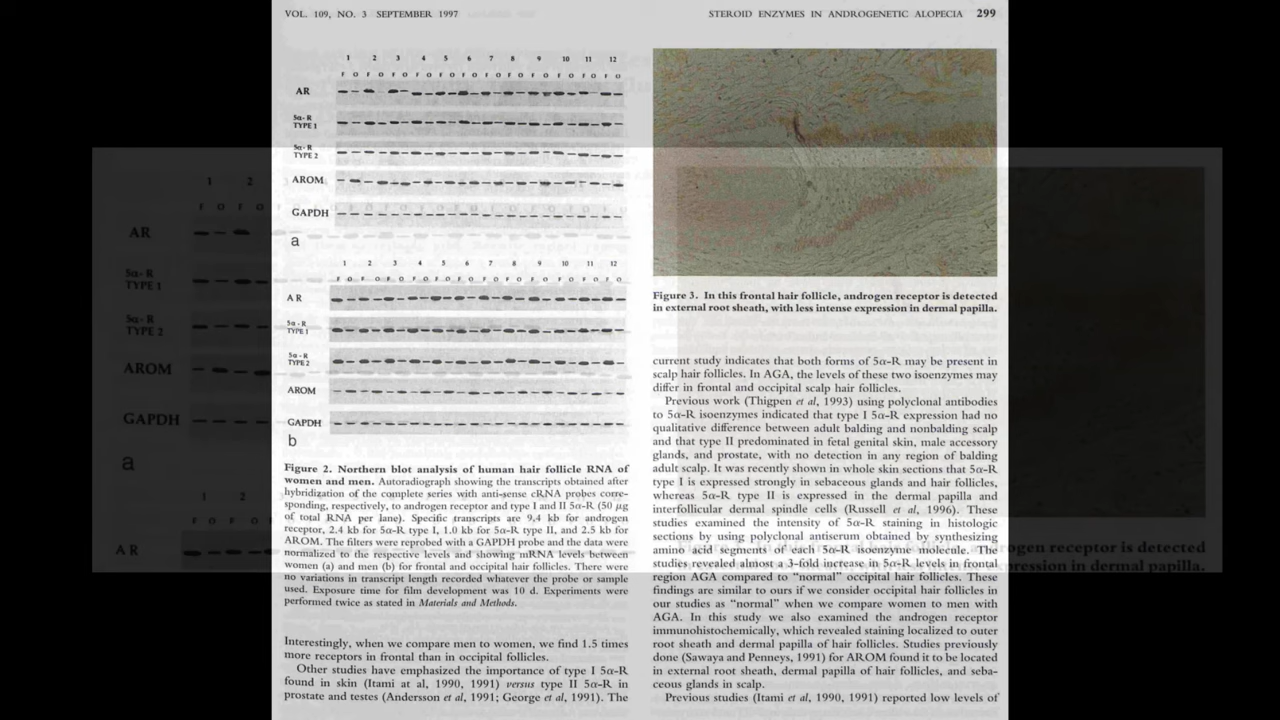 VOL. 109, NO. 3 SEPTEMBER 1997
STEROID ENZYMES IN ANDROGENETIC ALOPECIA 299
1 2 3 4 5 6 7 8 9 10 11 12
F O F O F O F O F O F O F O F O F O F O F O F O
AR
5α-R
TYPE 1
5α-R
TYPE 2
AROM
GAPDH
a
1 2 3 4 5 6 7 8 9 10 11 12
F O F O F O F O F O F O F O F O F O F O F O F O
AR
5α-R
TYPE 1
5α-R
TYPE 2
AROM
GAPDH
b
Figure 2. Northern blot analysis of human hair follicle RNA of
women and men. Autoradiograph showing the transcripts obtained after
hybridization of the complete series with anti-sense cRNA probes corre-
sponding, respectively, to androgen receptor and type I and II 5α-R (50 μg
of total RNA per lane). Specific transcripts are 9.4 kb for androgen
receptor, 2.4 kb for 5α-R type I, 1.0 kb for 5α-R type II, and 2.5 kb for
AROM. The filters were reprobed with a GAPDH probe and the data were
normalized to the respective levels and showing mRNA levels between
women (a) and men (b) for frontal and occipital hair follicles. There were
no variations in transcript length recorded whatever the probe or sample
used. Exposure time for film development was 10 d. Experiments were
performed twice as stated in Materials and Methods.
Interestingly, when we compare men to women, we find 1.5 times
more receptors in frontal than in occipital follicles.
Other studies have emphasized the importance of type I 5α-R
found in skin (Itami at al, 1990, 1991) versus type II 5α-R in
prostate and testes (Andersson et al, 1991; George et al, 1991). The
Figure 3. In this frontal hair follicle, androgen receptor is detected
in external root sheath, with less intense expression in dermal papilla.
current study indicates that both forms of 5α-R may be present in
scalp hair follicles. In AGA, the levels of these two isoenzymes may
differ in frontal and occipital scalp hair follicles.
Previous work (Thigpen et al, 1993) using polyclonal antibodies
to 5α-R isoenzymes indicated that type I 5α-R expression had no
qualitative difference between adult balding and nonbalding scalp
and that type II predominated in fetal genital skin, male accessory
glands, and prostate, with no detection in any region of balding
adult scalp. It was recently shown in whole skin sections that 5α-R
type I is expressed strongly in sebaceous glands and hair follicles,
whereas 5α-R type II is expressed in the dermal papilla and
interfollicular dermal spindle cells (Russell et al, 1996). These
studies examined the intensity of 5α-R staining in histologic
sections by using polyclonal antiserum obtained by synthesizing
amino acid segments of each 5α-R isoenzyme molecule. The
studies revealed almost a 3-fold increase in 5α-R levels in frontal
region AGA compared to "normal" occipital hair follicles. These
findings are similar to ours if we consider occipital hair follicles in
our studies as "normal" when we compare women to men with
AGA. In this study we also examined the androgen receptor
immunohistochemically, which revealed staining localized to outer
root sheath and dermal papilla of hair follicles. Studies previously
done (Sawaya and Penneys, 1991) for AROM found it to be located
in external root sheath, dermal papilla of hair follicles, and seba-
ceous glands in scalp.
Previous studies (Itami et al, 1990, 1991) reported low levels of
1 2
F O F O
AR
5α-R
TYPE 1
5α-R
TYPE 2
AROM
GAPDH
a
1 2
F O F O
AR
rogen receptor is detected
pression in dermal papilla.